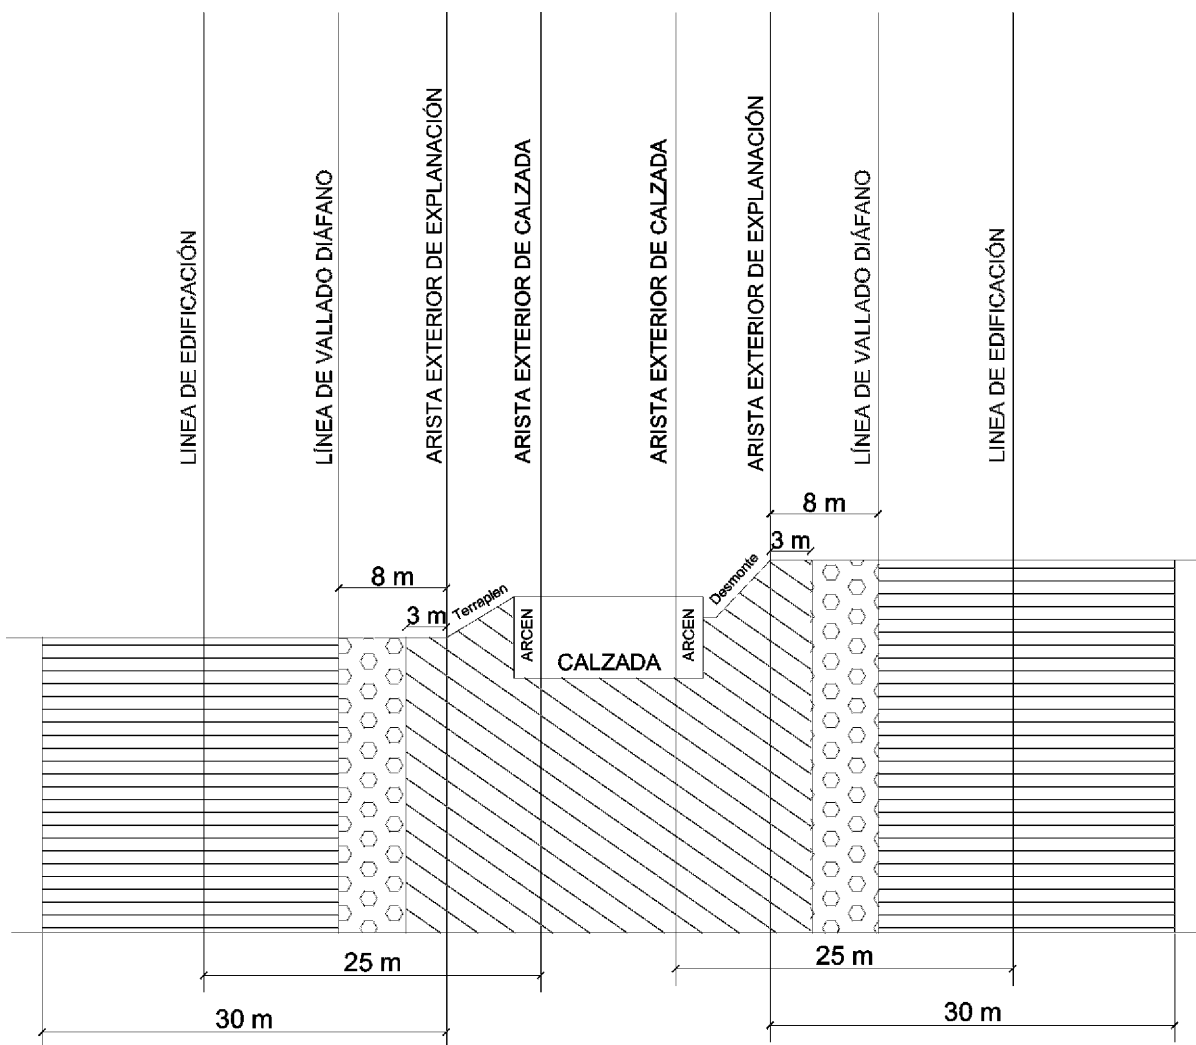 LINEA DE EDIFICACIÓN
LÍNEA DE VALLADO DIÁFANO
ARISTA EXTERIOR DE EXPLANACIÓN
ARISTA EXTERIOR DE CALZADA
ARISTA EXTERIOR DE CALZADA
ARISTA EXTERIOR DE EXPLANACIÓN
LÍNEA DE VALLADO DIÁFANO
LINEA DE EDIFICACIÓN
8 m
3 m
Desmonte
8 m
3 m
Terraplen
ARCEN
CALZADA
ARCEN
25 m
25 m
30 m
30 m